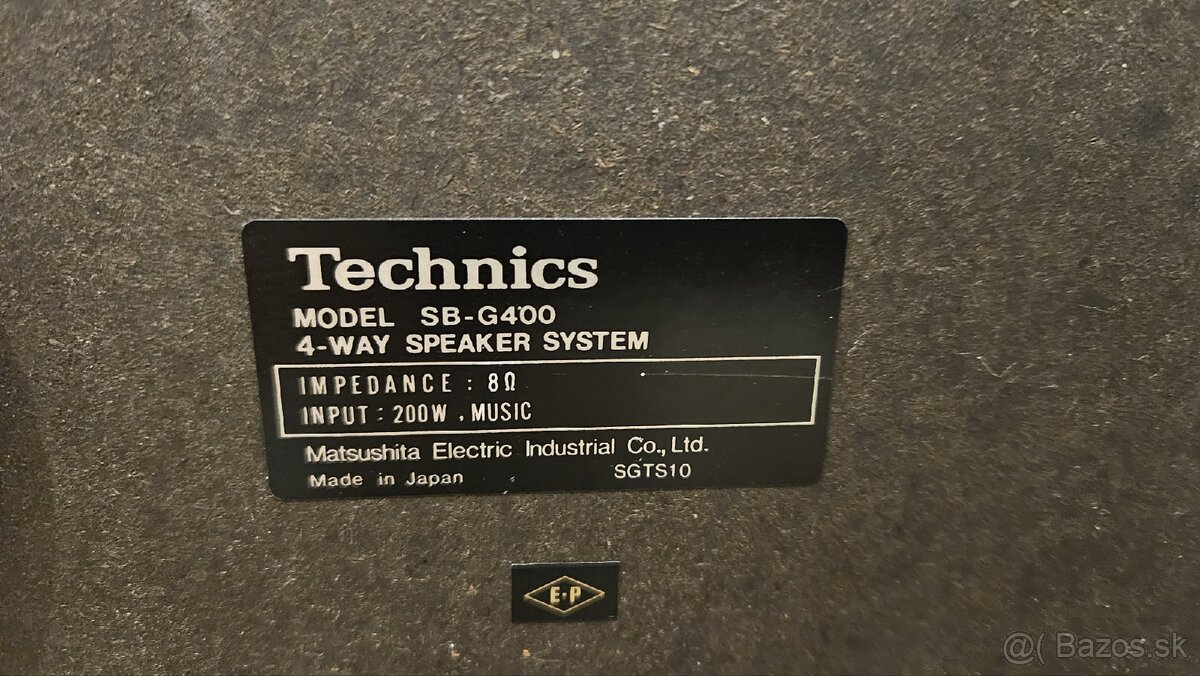 Technics
MODEL SB-G400
4-WAY SPEAKER SYSTEM
IMPEDANCE : 8Ω
INPUT : 200W . MUSIC
Matsushita Electric Industrial Co., Ltd.
Made in Japan SGTS10
E·P
@( Bazos.sk